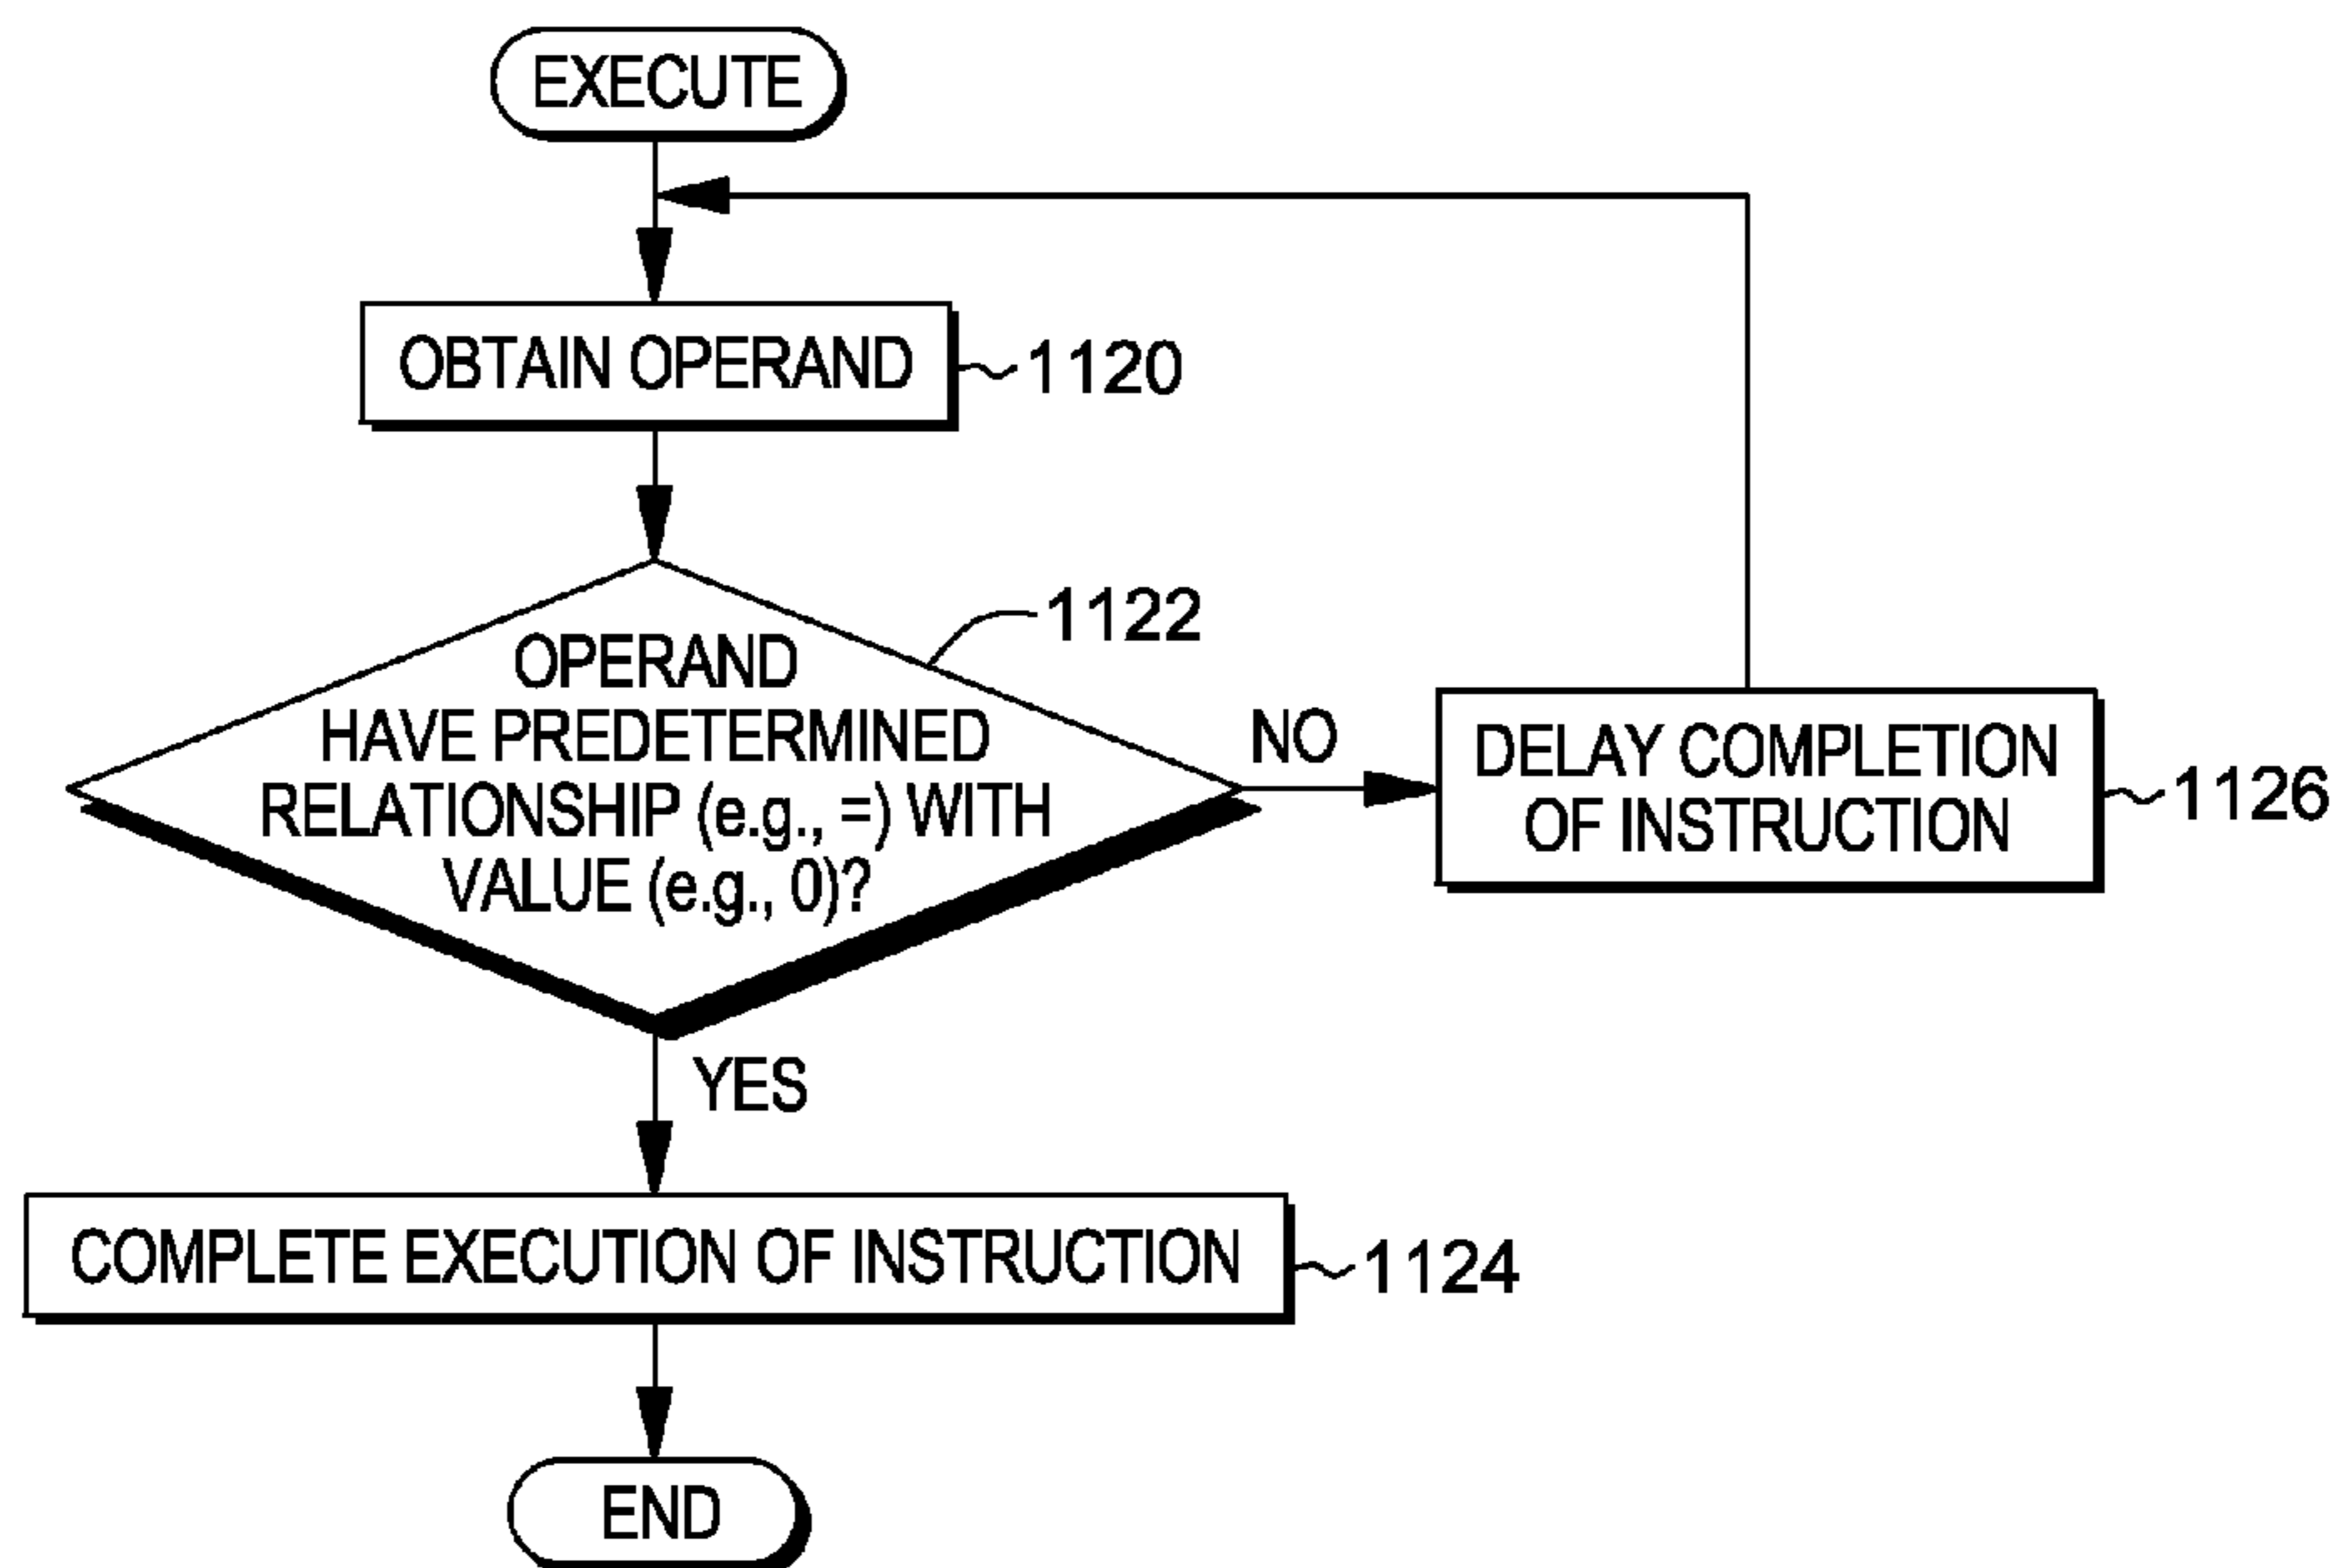 EXECUTE
OBTAIN OPERAND
1120
1122
OPERAND
HAVE PREDETERMINED
RELATIONSHIP (e.g., =) WITH
VALUE (e.g., 0)?
NO
DELAY COMPLETION
OF INSTRUCTION
1126
YES
COMPLETE EXECUTION OF INSTRUCTION
1124
END